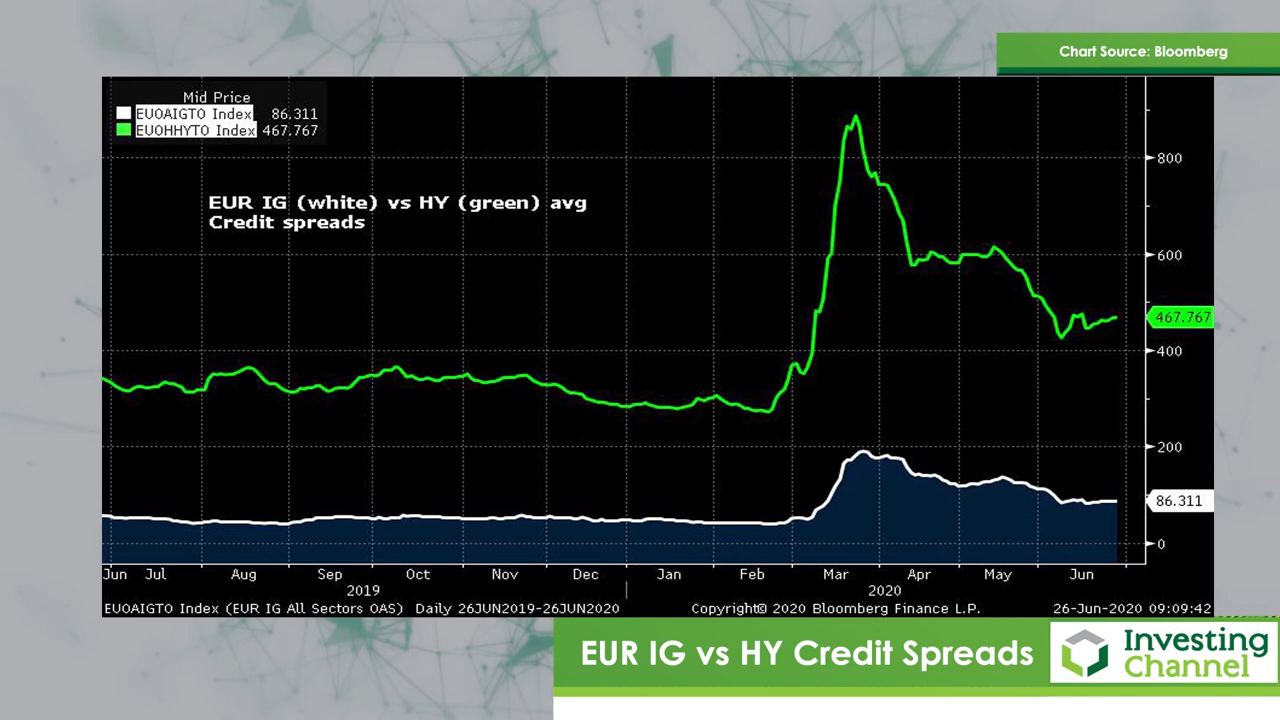 Chart Source: Bloomberg
Mid Price
EUOAIGTO Index 86.311
EUOHHYTO Index 467.767
EUR IG (white) vs HY (green) avg
Credit spreads
800
600
467.767
400
200
86.311
0
Jun Jul Aug Sep Oct Nov Dec Jan Feb Mar Apr May Jun
2019 2020
EUOAIGTO Index (EUR IG All Sectors OAS) Daily 26JUN2019-26JUN2020 Copyright© 2020 Bloomberg Finance L.P. 26-Jun-2020 09:09:42
EUR IG vs HY Credit Spreads
Investing
Channel